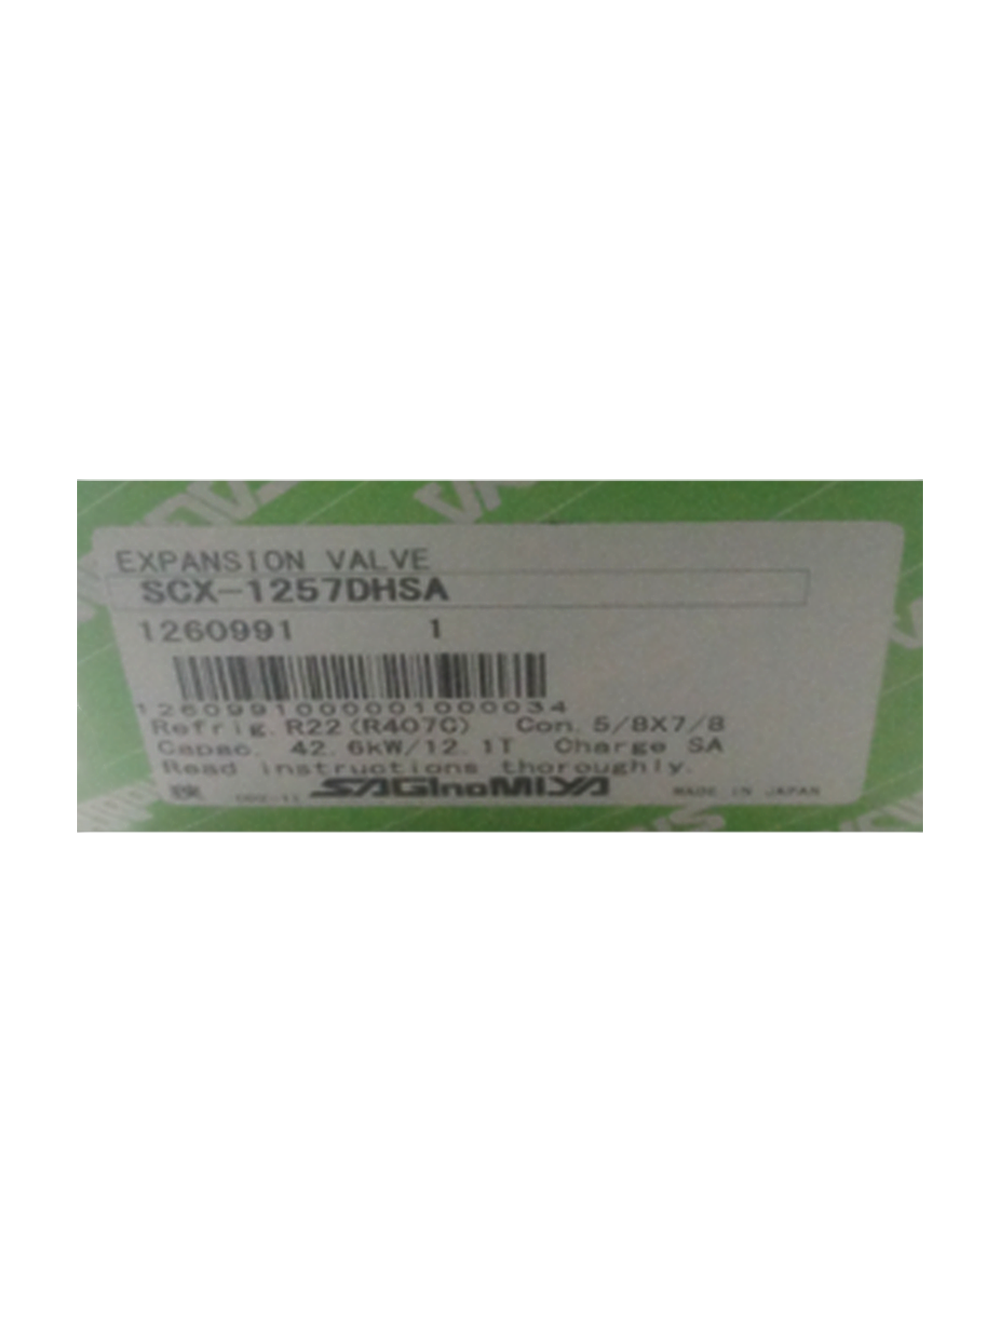 EXPANSION VALVE
SCX-1257DHSA
1260991 1
1260991000001000034
Refrig. R22(R407C) Con. 5/8X7/8
Capac. 42.6kW/12.1T Charge SA
Read instructions thoroughly.
SAGInoMIYA MADE IN JAPAN